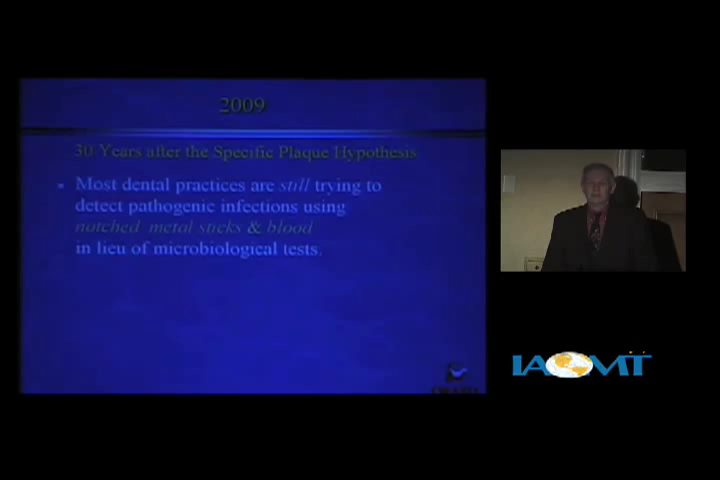 2009
30 Years after the Specific Plaque Hypothesis
Most dental practices are still trying to
detect pathogenic infections using
notched metal sticks & blood
in lieu of microbiological tests.
IAOMT